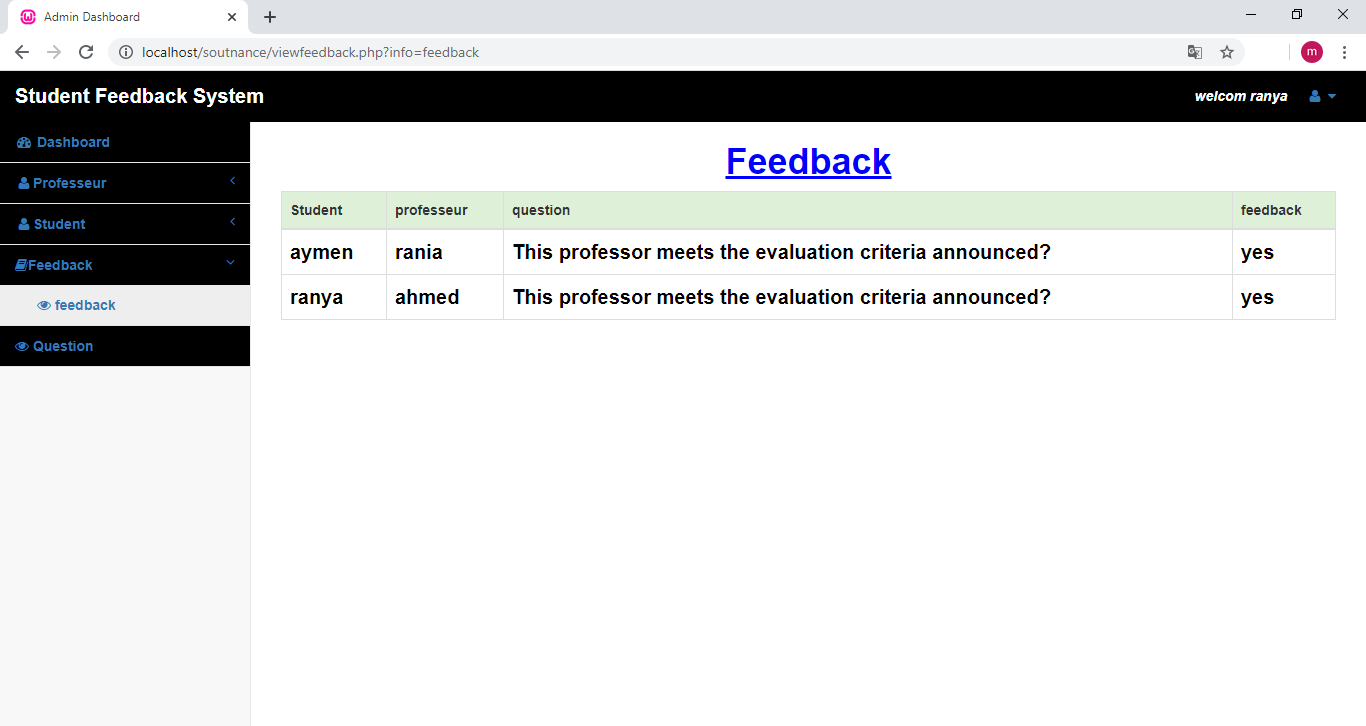 Admin Dashboard
localhost/soutnance/viewfeedback.php?info=feedback
m
Student Feedback System
welcom ranya
Dashboard
Professeur
Student
Feedback
feedback
Question
Feedback
Student professeur question feedback
aymen rania This professor meets the evaluation criteria announced? yes
ranya ahmed This professor meets the evaluation criteria announced? yes